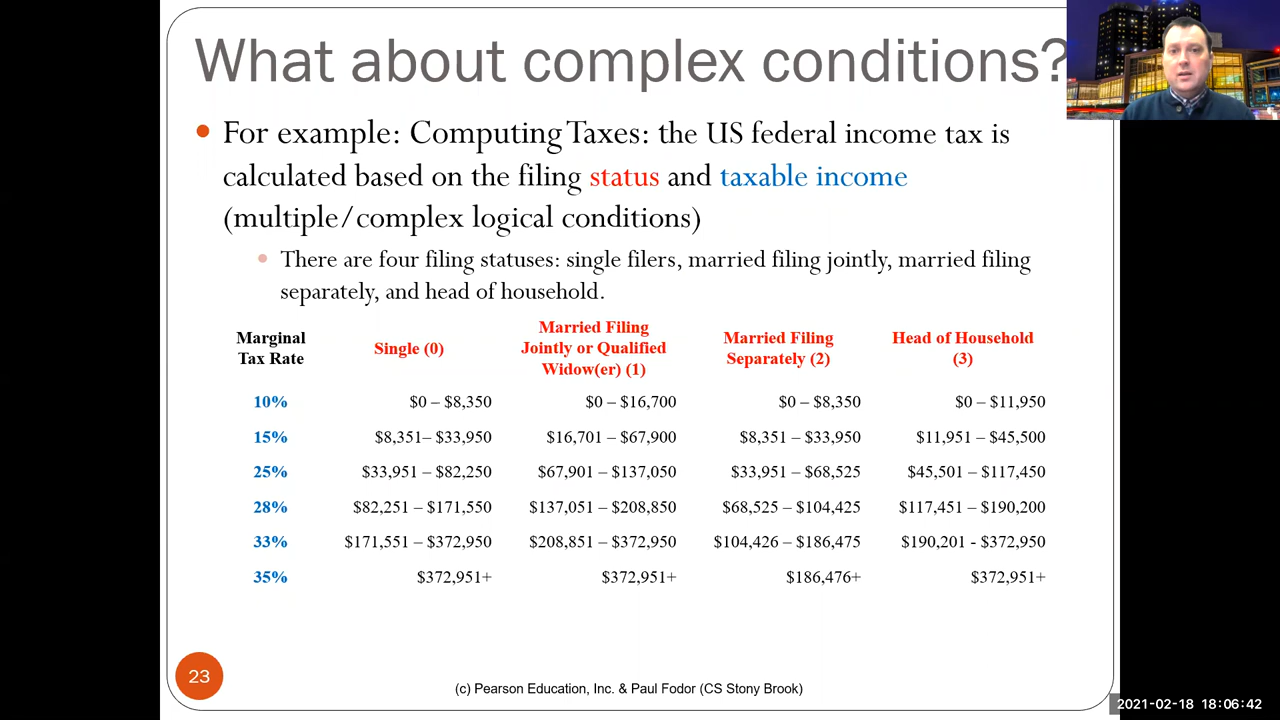 What about complex conditions?
For example: Computing Taxes: the US federal income tax is
calculated based on the filing status and taxable income
(multiple/complex logical conditions)
There are four filing statuses: single filers, married filing jointly, married filing
separately, and head of household.
Marginal
Tax Rate
Single (0)
Married Filing
Jointly or Qualified
Widow(er) (1)
Married Filing
Separately (2)
Head of Household
(3)
10% $0 – $8,350 $0 – $16,700 $0 – $8,350 $0 – $11,950
15% $8,351– $33,950 $16,701 – $67,900 $8,351 – $33,950 $11,951 – $45,500
25% $33,951 – $82,250 $67,901 – $137,050 $33,951 – $68,525 $45,501 – $117,450
28% $82,251 – $171,550 $137,051 – $208,850 $68,525 – $104,425 $117,451 – $190,200
33% $171,551 – $372,950 $208,851 – $372,950 $104,426 – $186,475 $190,201 - $372,950
35% $372,951+ $372,951+ $186,476+ $372,951+
23
(c) Pearson Education, Inc. & Paul Fodor (CS Stony Brook)
2021-02-18 18:06:42